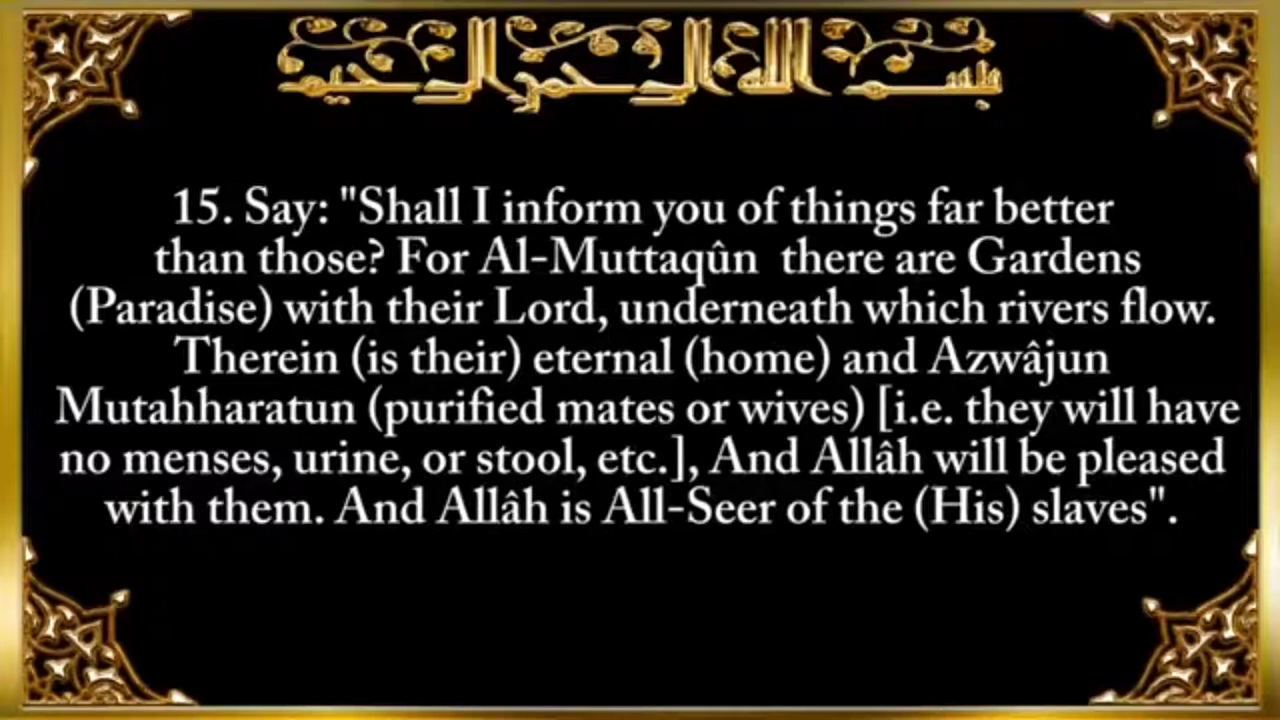 بسم الله الرحمن الرحيم
15. Say: "Shall I inform you of things far better
than those? For Al-Muttaqûn  there are Gardens
(Paradise) with their Lord, underneath which rivers flow.
Therein (is their) eternal (home) and Azwâjun
Mutahharatun (purified mates or wives) [i.e. they will have
no menses, urine, or stool, etc.], And Allâh will be pleased
with them. And Allâh is All-Seer of the (His) slaves".